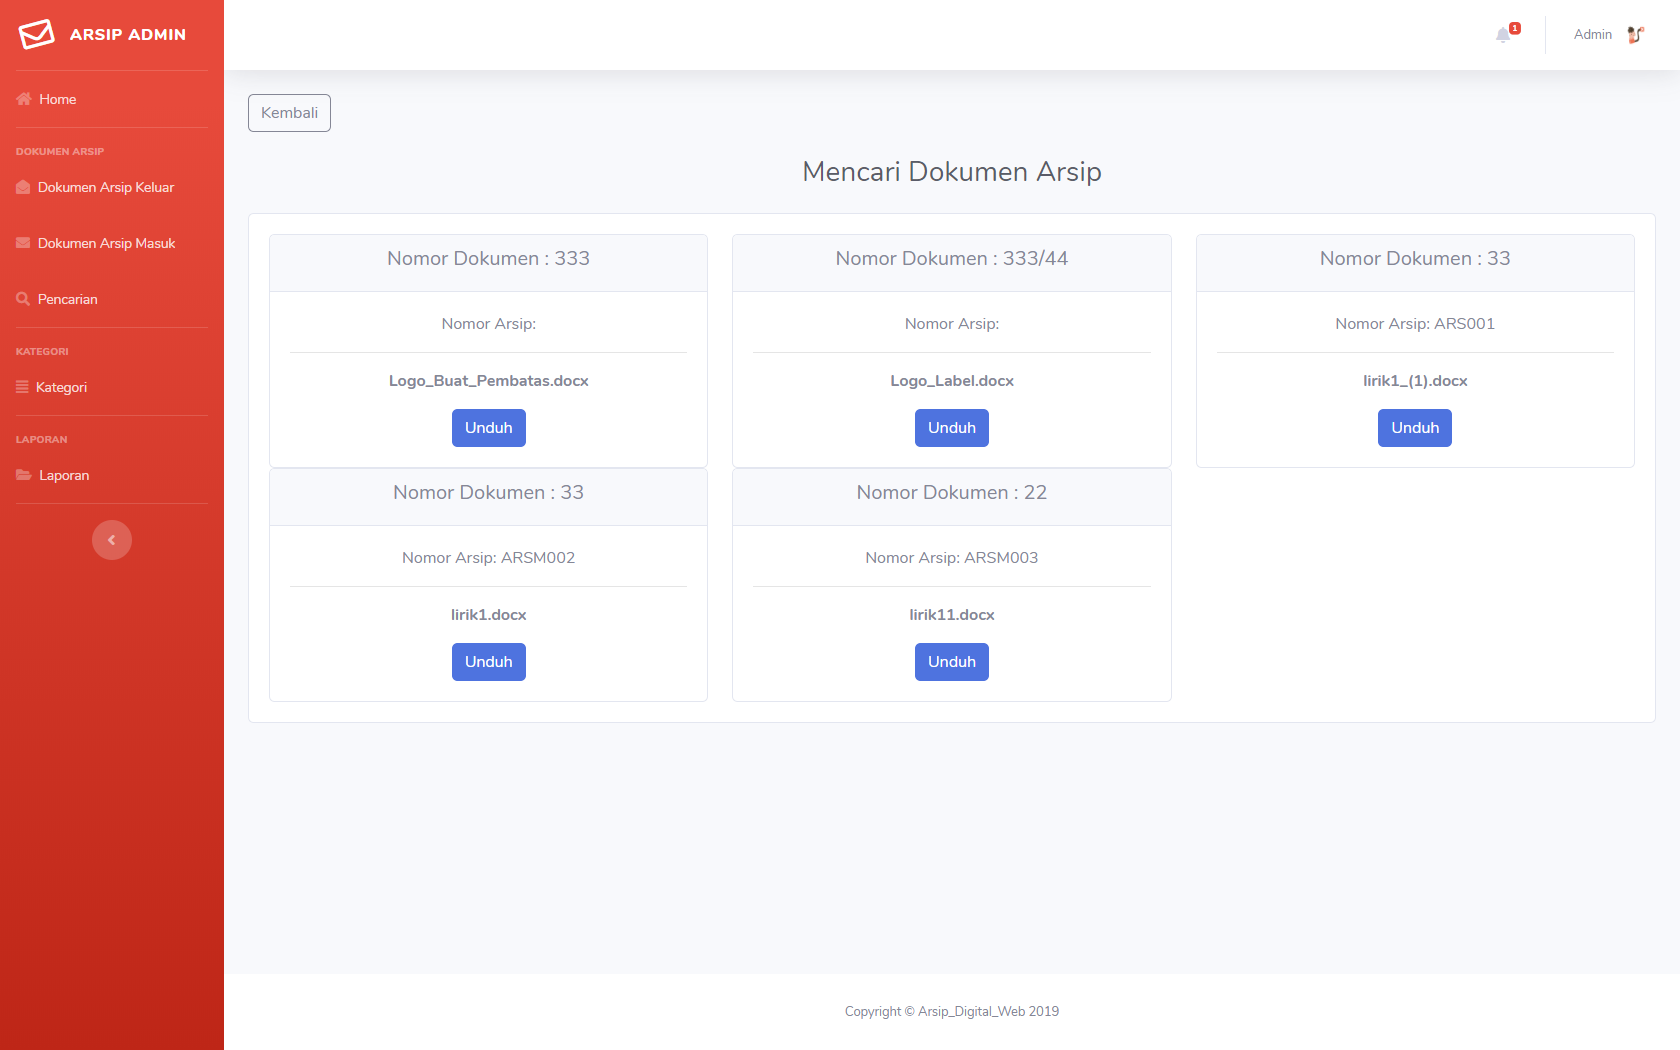 ARSIP ADMIN
Home
DOKUMEN ARSIP
Dokumen Arsip Keluar
Dokumen Arsip Masuk
Pencarian
KATEGORI
Kategori
LAPORAN
Laporan
1
Admin
Kembali
Mencari Dokumen Arsip
Nomor Dokumen : 333
Nomor Arsip:
Logo_Buat_Pembatas.docx
Unduh
Nomor Dokumen : 333/44
Nomor Arsip:
Logo_Label.docx
Unduh
Nomor Dokumen : 33
Nomor Arsip: ARS001
lirik1_(1).docx
Unduh
Nomor Dokumen : 33
Nomor Arsip: ARSM002
lirik1.docx
Unduh
Nomor Dokumen : 22
Nomor Arsip: ARSM003
lirik11.docx
Unduh
Copyright © Arsip_Digital_Web 2019